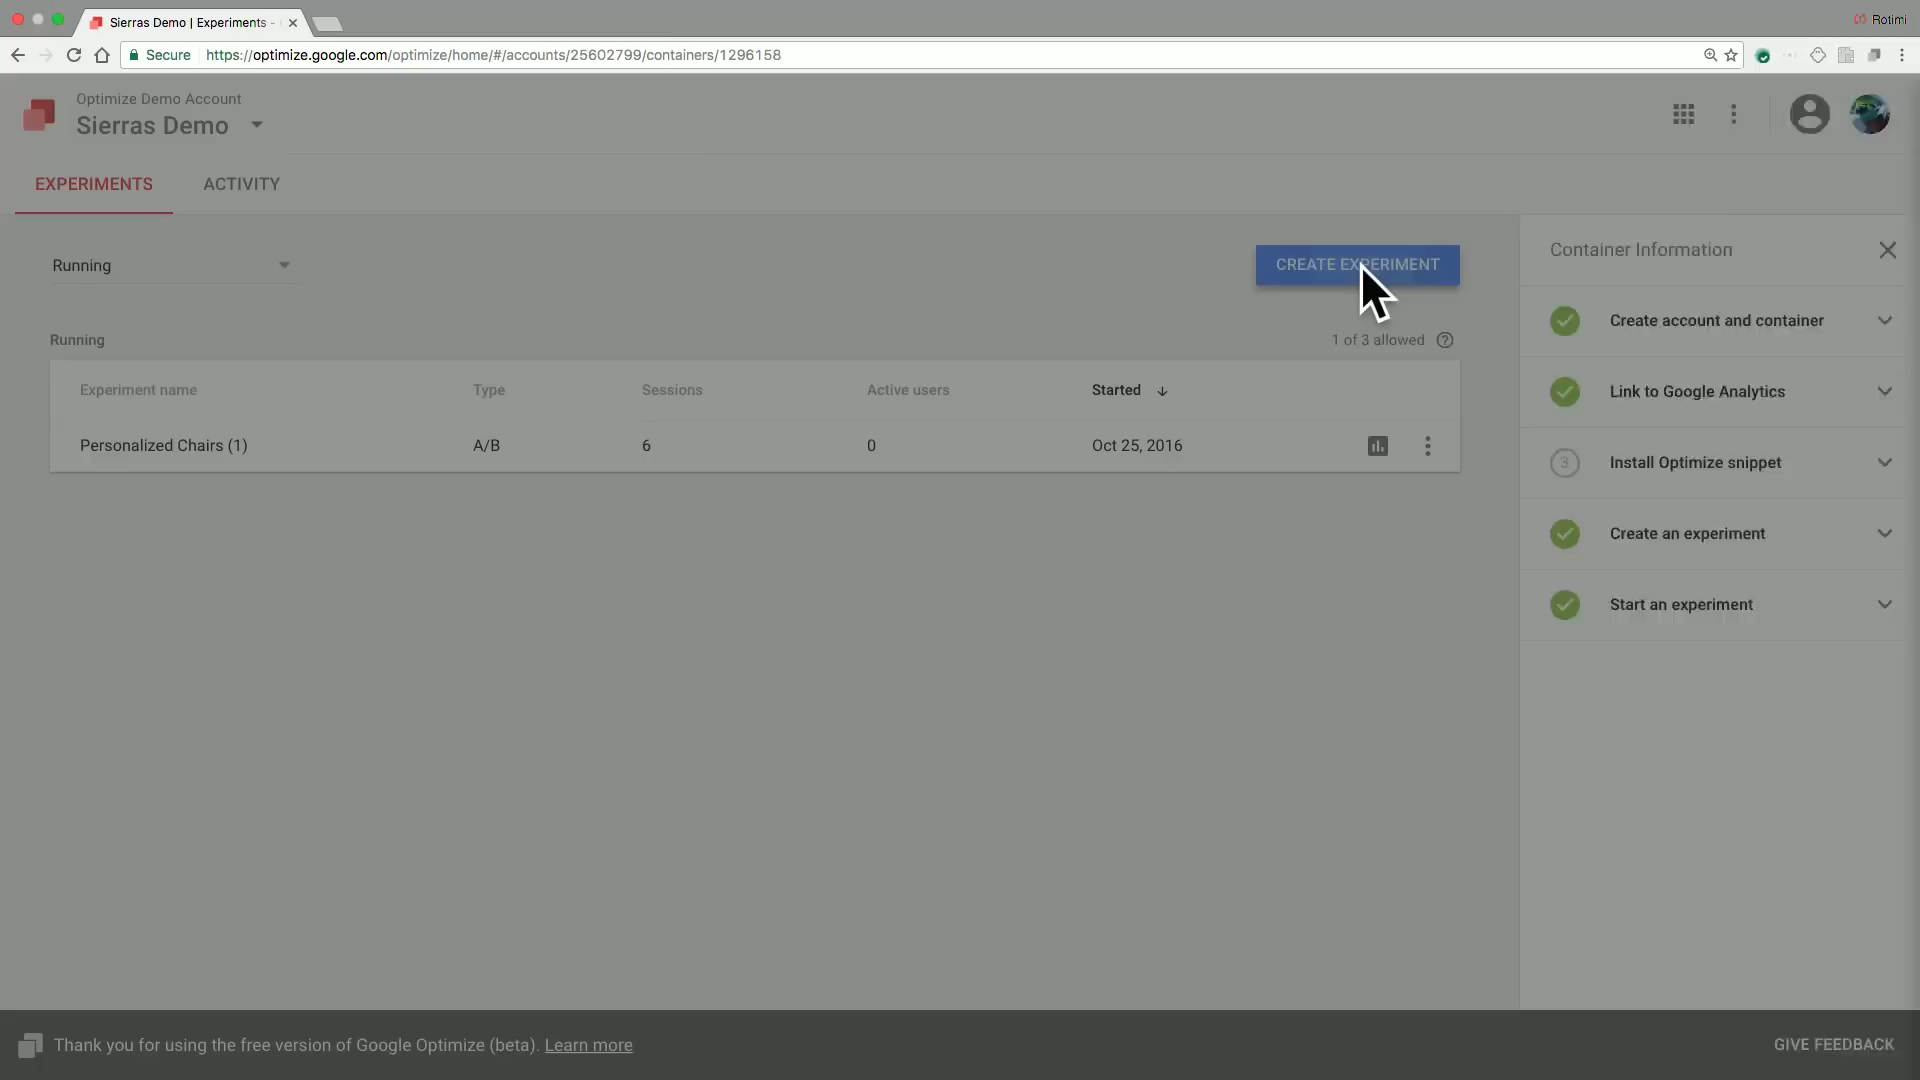 Sierras Demo | Experiments -
Rotimi
Secure https://optimize.google.com/optimize/home/#/accounts/25602799/containers/1296158
Optimize Demo Account
Sierras Demo
EXPERIMENTS ACTIVITY
Running
CREATE EXPERIMENT
Running
1 of 3 allowed
Experiment name Type Sessions Active users Started
Personalized Chairs (1) A/B 6 0 Oct 25, 2016
Container Information
Create account and container
Link to Google Analytics
3 Install Optimize snippet
Create an experiment
Start an experiment
Thank you for using the free version of Google Optimize (beta). Learn more
GIVE FEEDBACK